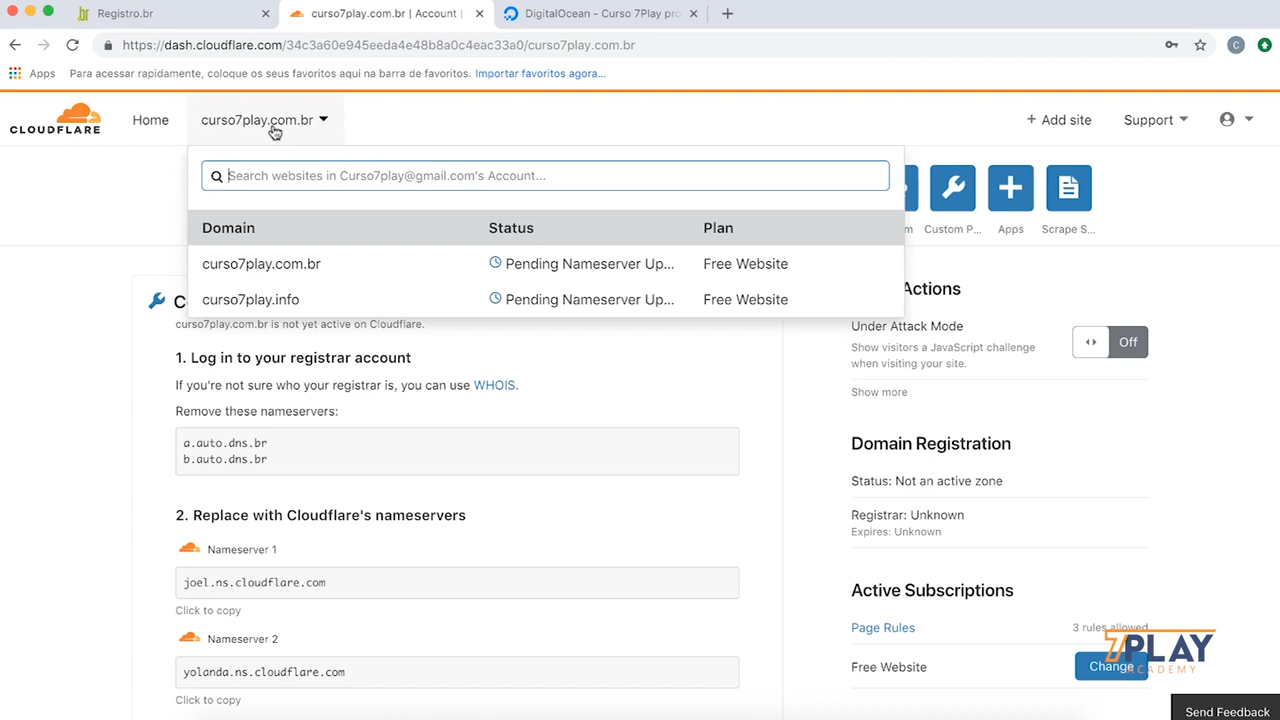 Registro.br
curso7play.com.br | Account |
DigitalOcean - Curso 7Play pro
https://dash.cloudflare.com/34c3a60e945eeda4e48b8a0c4eac33a0/curso7play.com.br
C
Apps
Para acessar rapidamente, coloque os seus favoritos aqui na barra de favoritos. Importar favoritos agora...
CLOUDFLARE
Home
curso7play.com.br
+ Add site
Support
Search websites in Curso7play@gmail.com's Account...
Domain Status Plan
curso7play.com.br Pending Nameserver Up... Free Website
curso7play.info Pending Nameserver Up... Free Website
Custom P...
Apps
Scrape S...
curso7play.com.br is not yet active on Cloudflare.
1. Log in to your registrar account
If you're not sure who your registrar is, you can use WHOIS.
Remove these nameservers:
a.auto.dns.br
b.auto.dns.br
2. Replace with Cloudflare's nameservers
Nameserver 1
joel.ns.cloudflare.com
Click to copy
Nameserver 2
yolanda.ns.cloudflare.com
Click to copy
Actions
Under Attack Mode
Show visitors a JavaScript challenge
when visiting your site.
Off
Show more
Domain Registration
Status: Not an active zone
Registrar: Unknown
Expires: Unknown
Active Subscriptions
Page Rules 3 rules allowed
Free Website Change
7PLAY
ACADEMY
Send Feedback